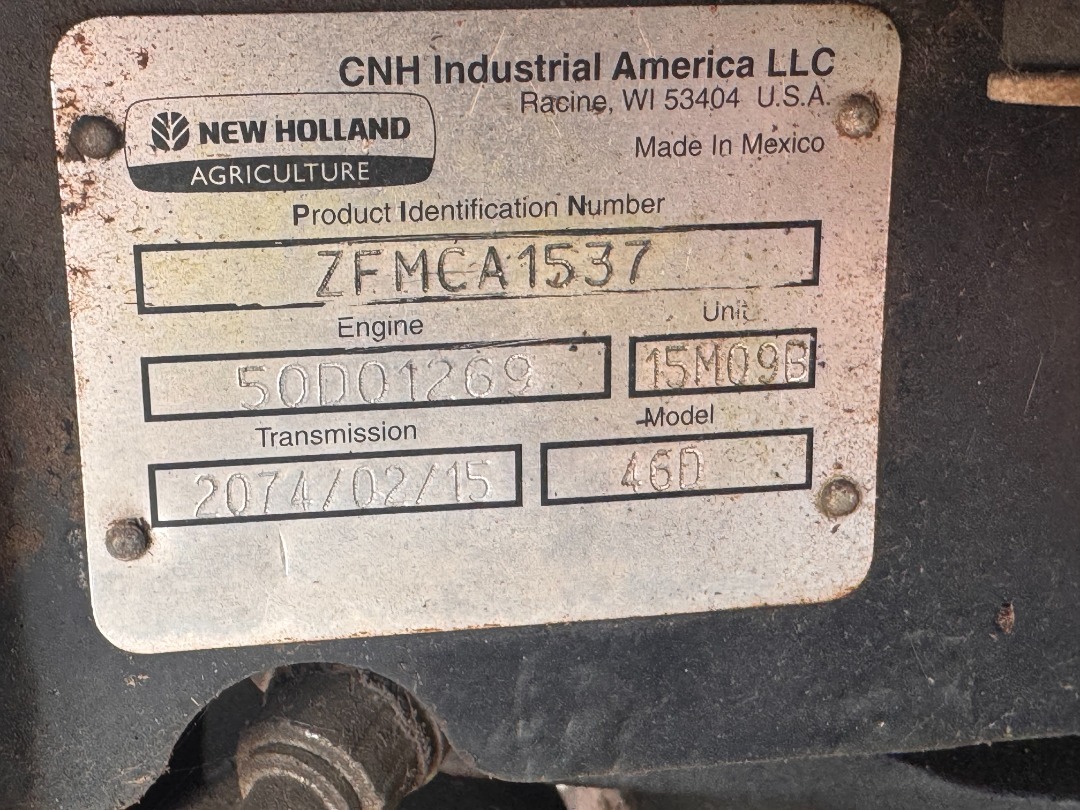 CNH Industrial America LLC
Racine, WI 53404 U.S.A.
Made In Mexico
NEW HOLLAND
AGRICULTURE
Product Identification Number
ZFMCA1537
Engine
Unit
50D01269
15M09B
Transmission
Model
2074/02/15
46D